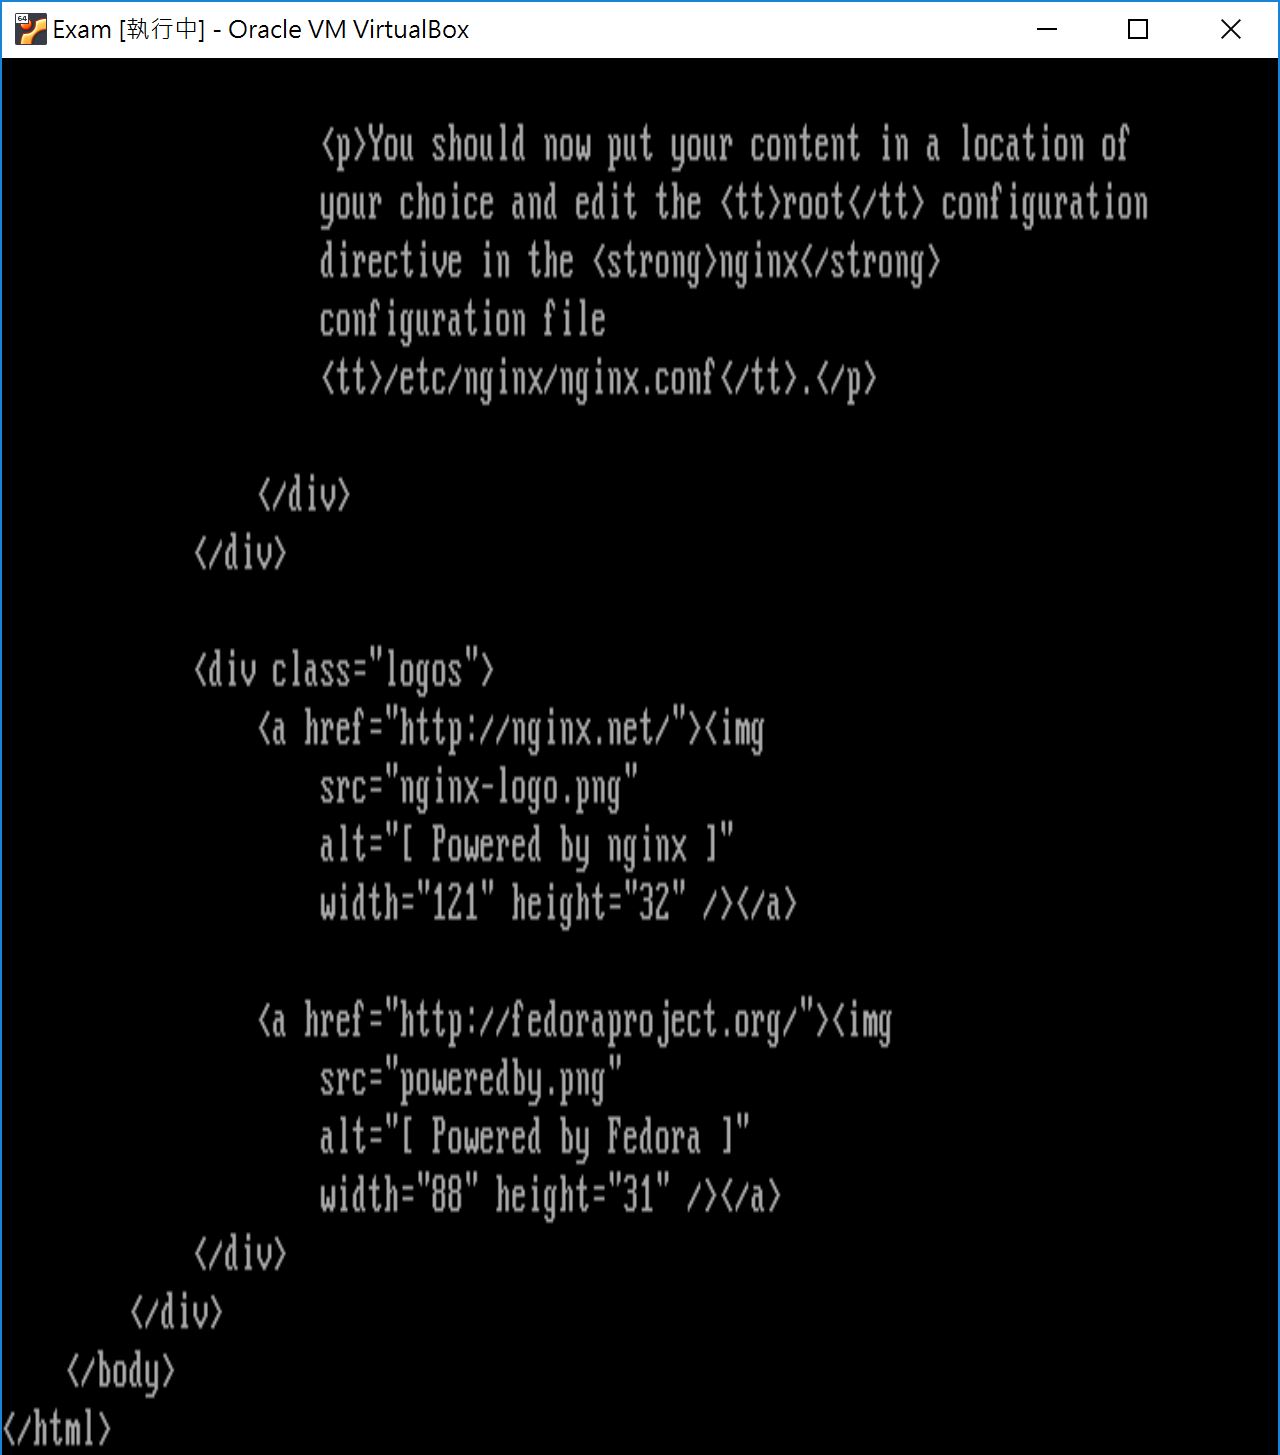 Exam [執行中] - Oracle VM VirtualBox
<p>You should now put your content in a location of
your choice and edit the <tt>root</tt> configuration
directive in the <strong>nginx</strong>
configuration file
<tt>/etc/nginx/nginx.conf</tt>.</p>
</div>
</div>
<div class="logos">
<a href="http://nginx.net/"><img
src="nginx-logo.png"
alt="[ Powered by nginx ]"
width="121" height="32" /></a>
<a href="http://fedoraproject.org/"><img
src="poweredby.png"
alt="[ Powered by Fedora ]"
width="88" height="31" /></a>
</div>
</div>
</body>
</html>